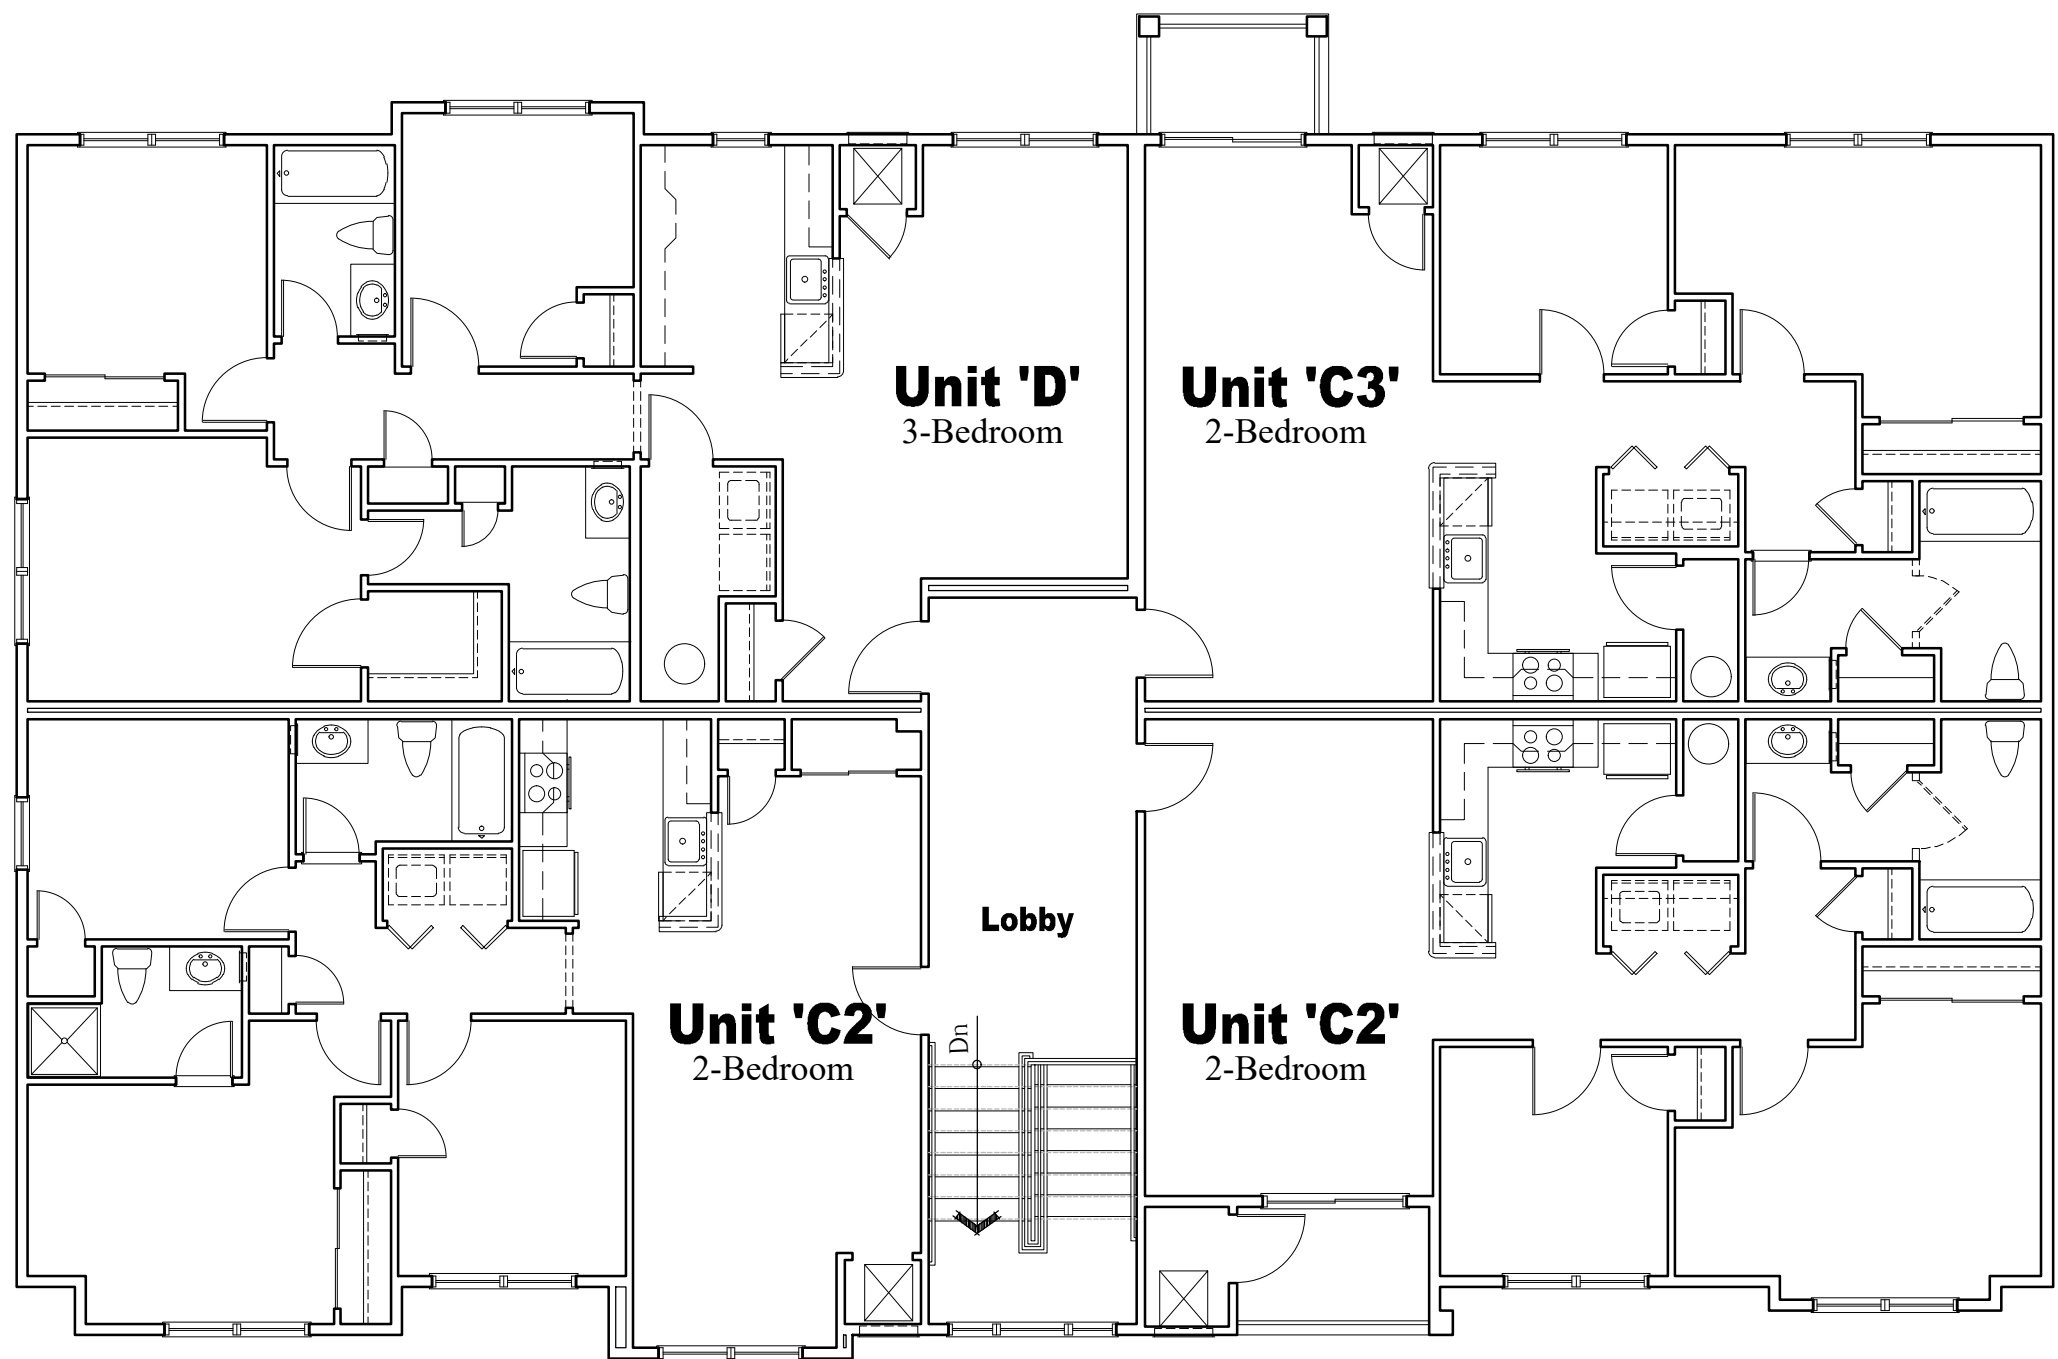 Unit 'D'
3-Bedroom
Unit 'C3'
2-Bedroom
Lobby
Unit 'C2'
2-Bedroom
Dn
Unit 'C2'
2-Bedroom